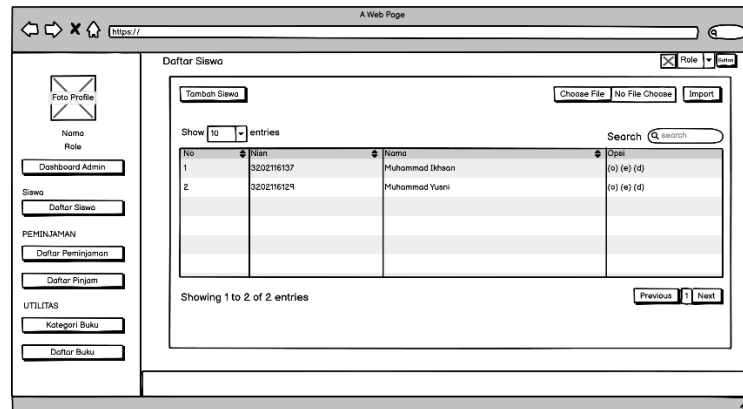 A Web Page
https://
Foto Profile
Nama
Role
Dashboard Admin
Siswa
Daftar Siswa
PEMINJAMAN
Daftar Peminjaman
Daftar Pinjam
UTILITAS
Kategori Buku
Daftar Buku
Daftar Siswa
Role
Button
Tambah Siswa
Choose File No File Choose Import
Show 10 entries
Search search
No Nisn Nama Opsi
1 3202116137 Muhammad Ikhsan (o) (e) (d)
2 3202116129 Muhammad Yusni (o) (e) (d)
Showing 1 to 2 of 2 entries
Previous 1 Next